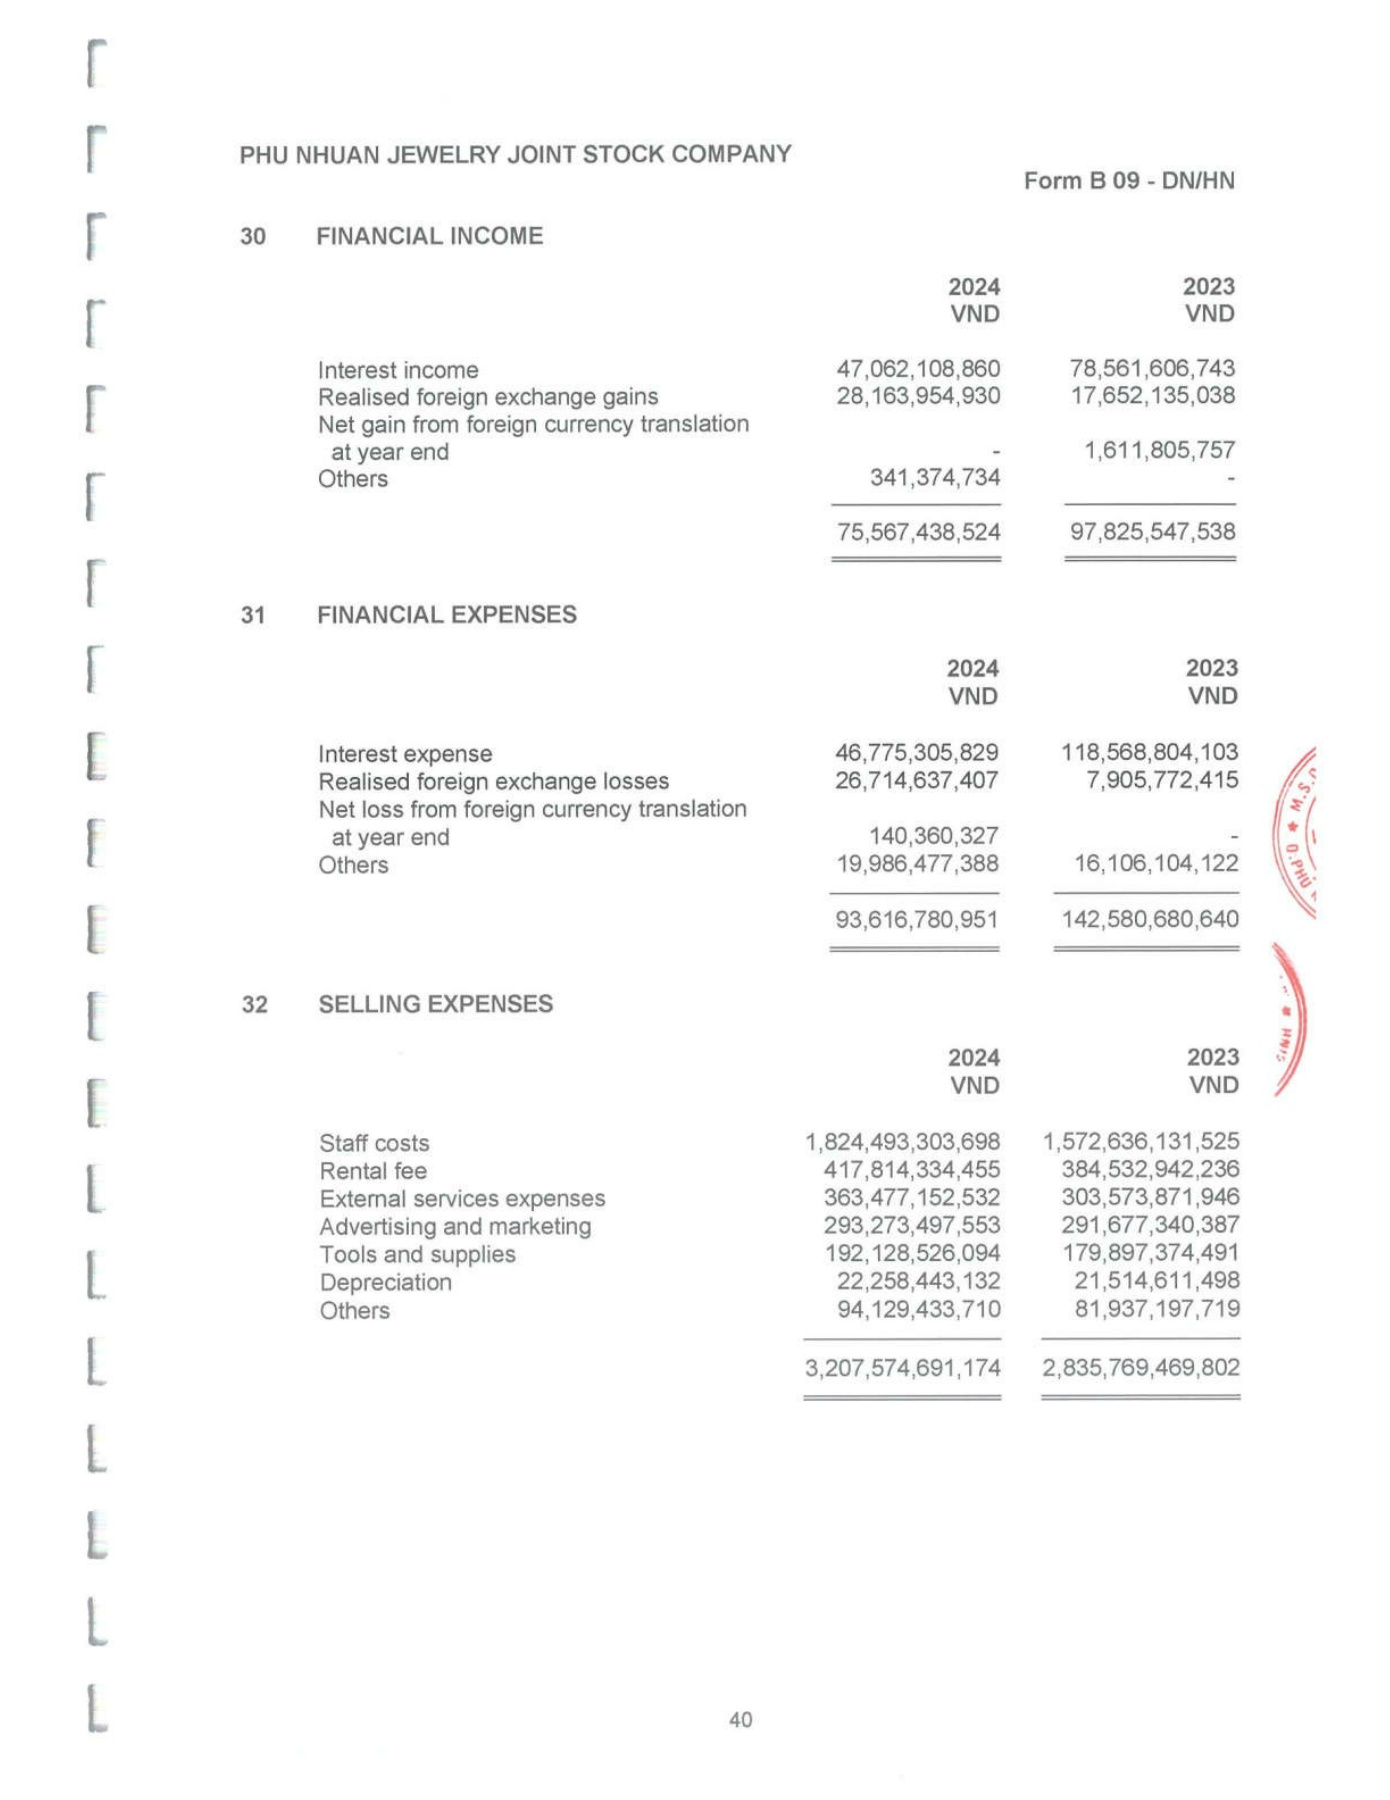 PHU NHUAN JEWELRY JOINT STOCK COMPANY
Form B 09 - DN/HN
30 FINANCIAL INCOME
2024 2023
VND VND
Interest income 47,062,108,860 78,561,606,743
Realised foreign exchange gains 28,163,954,930 17,652,135,038
Net gain from foreign currency translation
at year end - 1,611,805,757
Others 341,374,734 -
75,567,438,524 97,825,547,538
31 FINANCIAL EXPENSES
2024 2023
VND VND
Interest expense 46,775,305,829 118,568,804,103
Realised foreign exchange losses 26,714,637,407 7,905,772,415
Net loss from foreign currency translation
at year end 140,360,327 -
Others 19,986,477,388 16,106,104,122
93,616,780,951 142,580,680,640
32 SELLING EXPENSES
2024 2023
VND VND
Staff costs 1,824,493,303,698 1,572,636,131,525
Rental fee 417,814,334,455 384,532,942,236
External services expenses 363,477,152,532 303,573,871,946
Advertising and marketing 293,273,497,553 291,677,340,387
Tools and supplies 192,128,526,094 179,897,374,491
Depreciation 22,258,443,132 21,514,611,498
Others 94,129,433,710 81,937,197,719
3,207,574,691,174 2,835,769,469,802
Q.PHÚ ★ M.S.
40